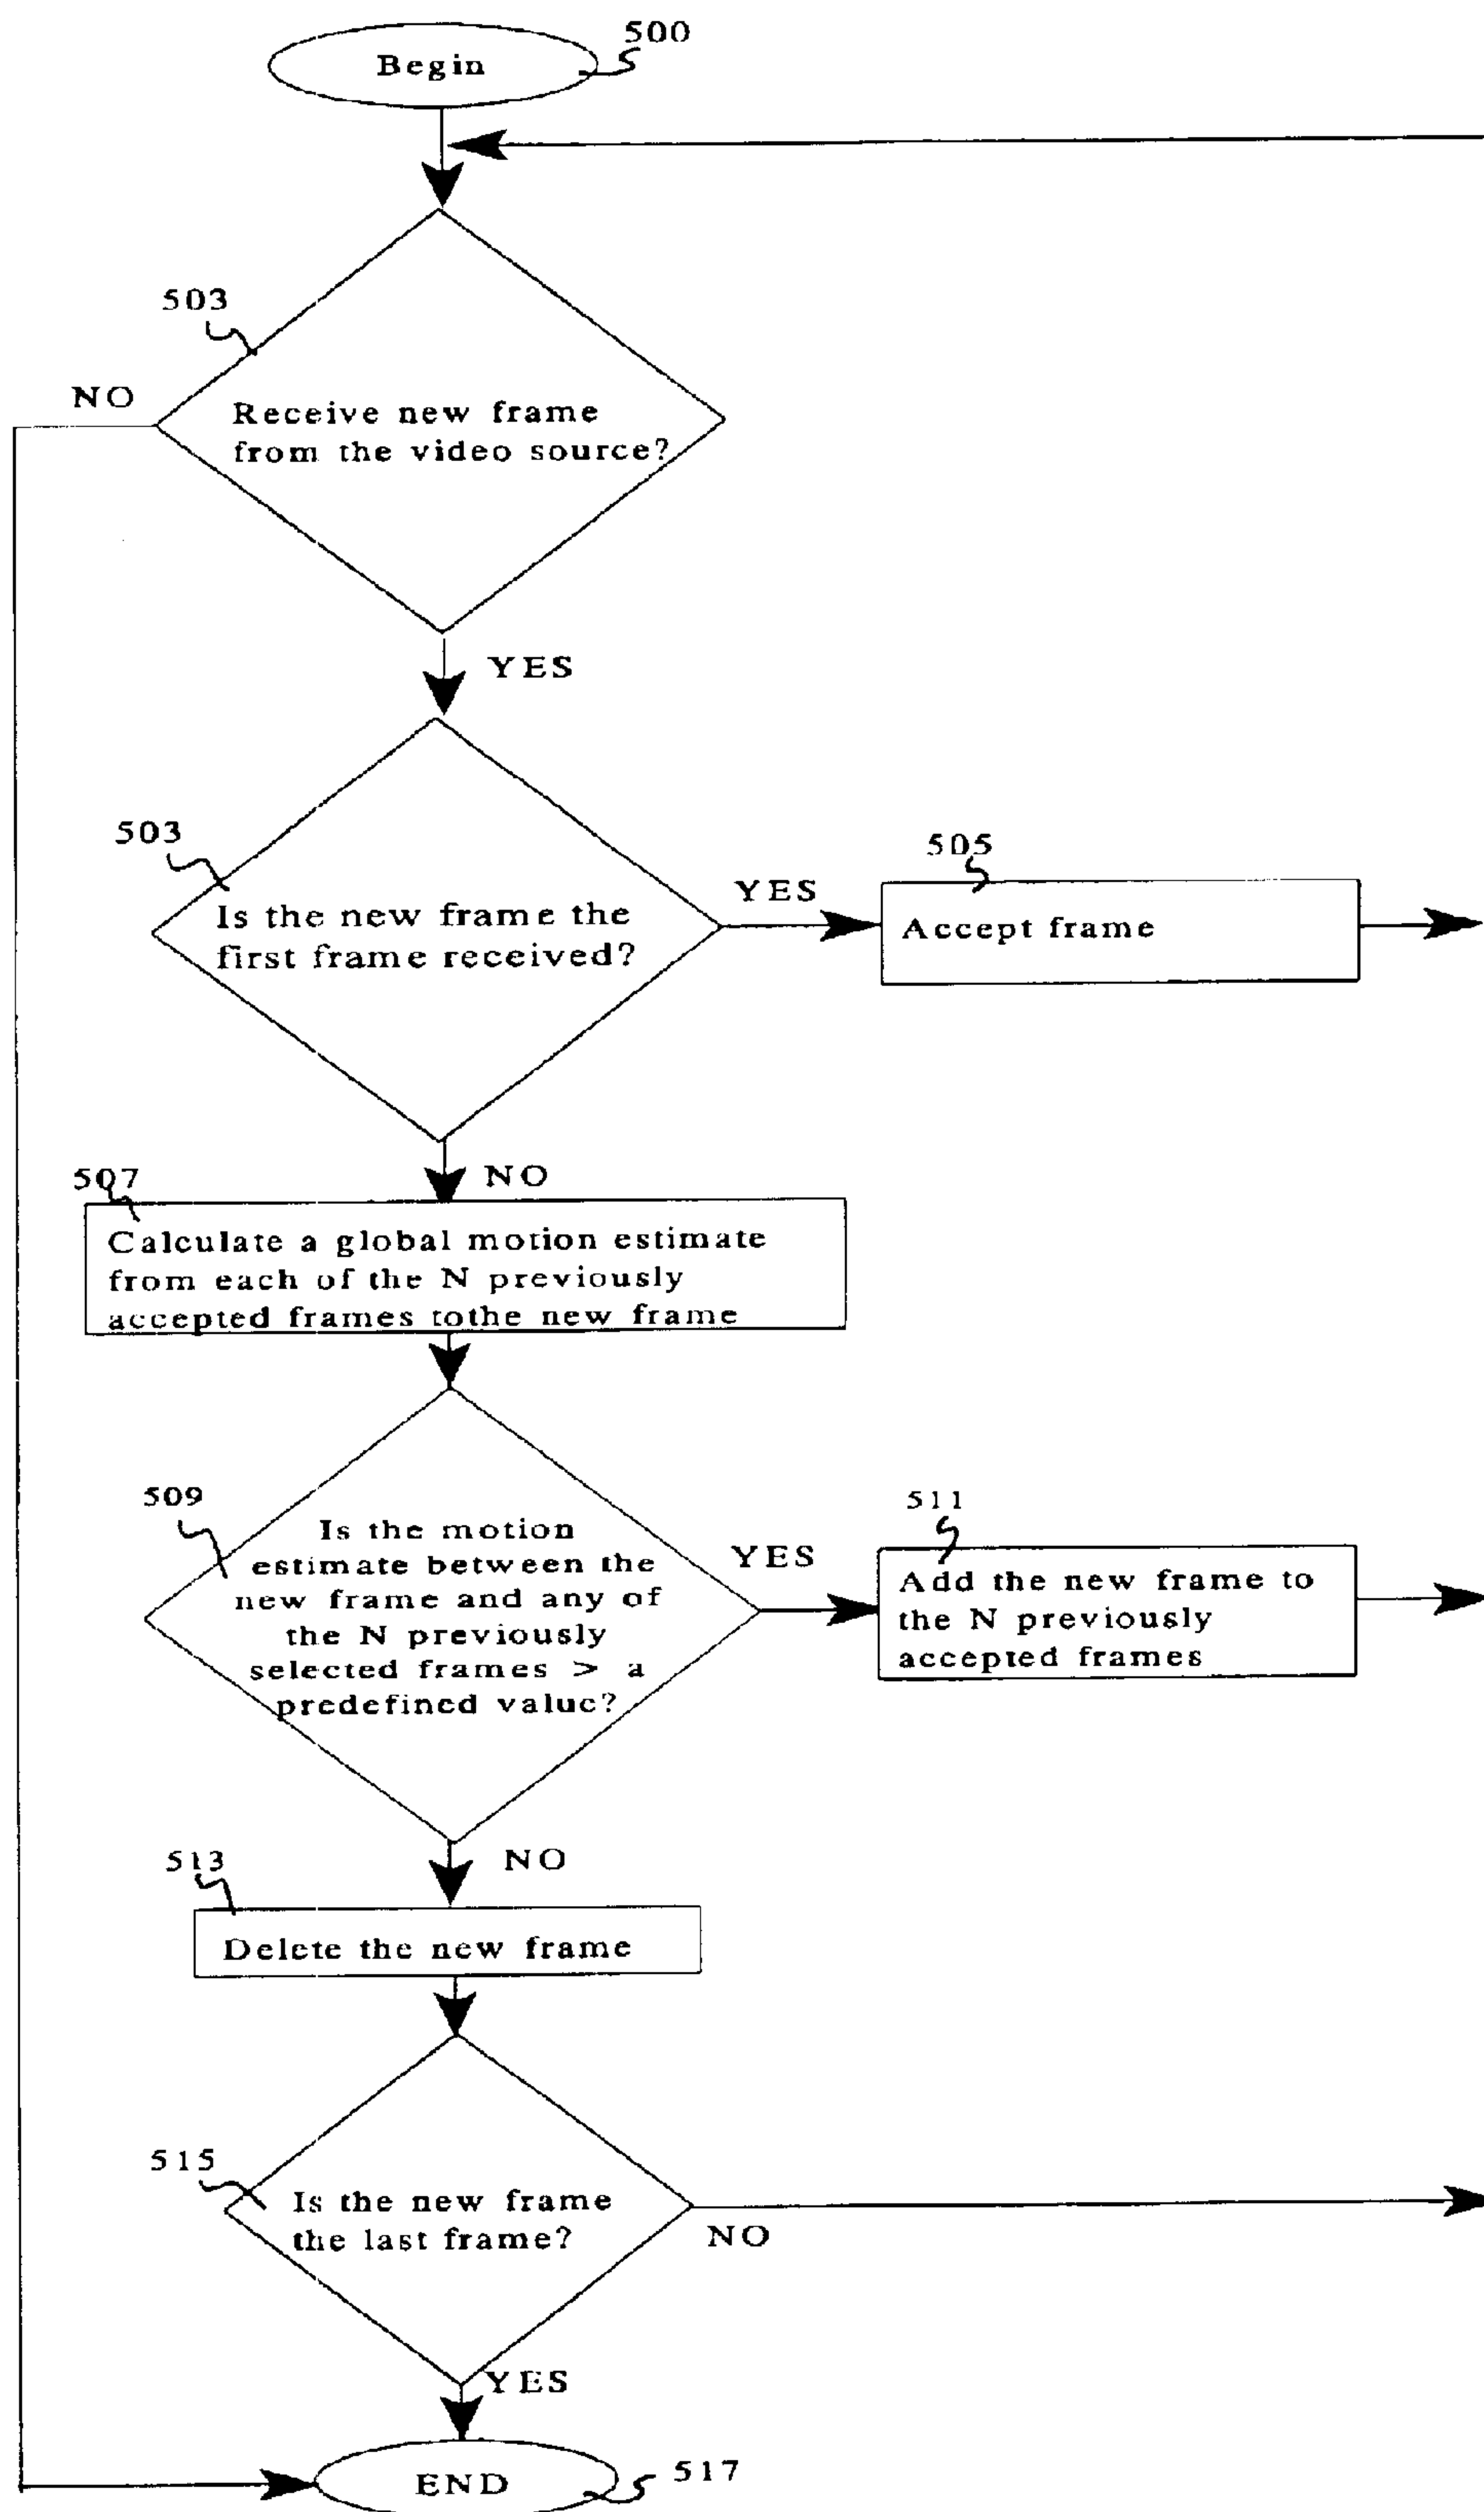 500
Begin
503
NO
Receive new frame
from the video source?
YES
503
Is the new frame the
first frame received?
YES
505
Accept frame
NO
507
Calculate a global motion estimate
from each of the N previously
accepted frames tothe new frame
509
Is the motion
estimate between the
new frame and any of
the N previously
selected frames > a
predefined value?
YES
511
Add the new frame to
the N previously
accepted frames
NO
513
Delete the new frame
515
Is the new frame
the last frame?
NO
YES
END
517